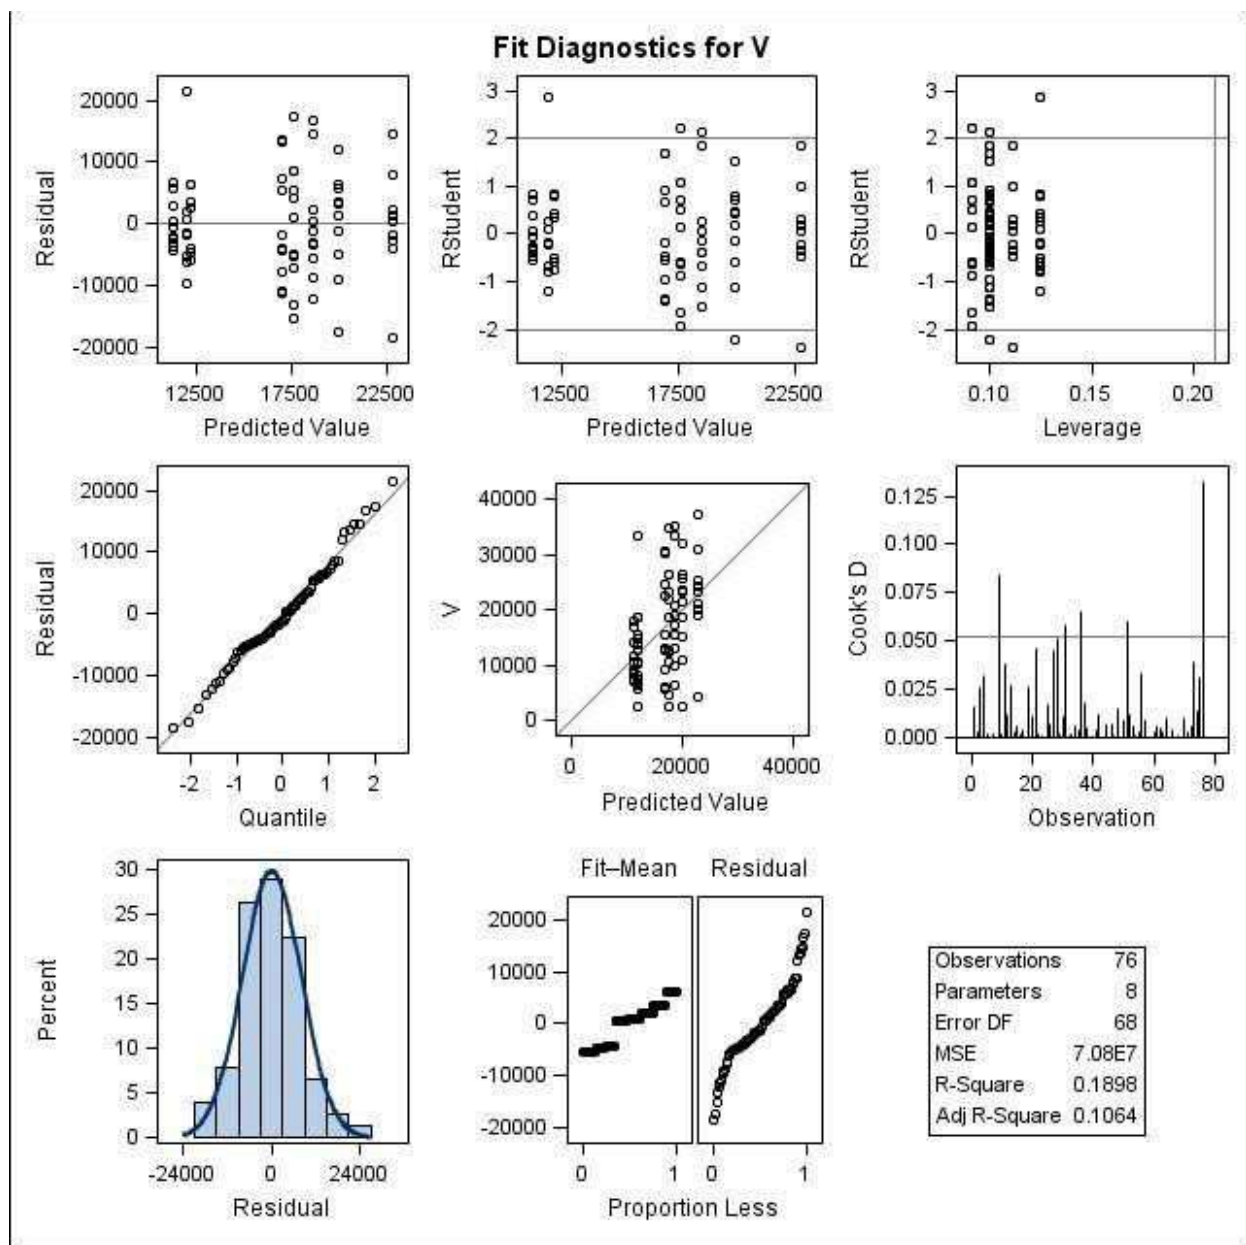 Fit Diagnostics for V
20000
10000
0
-10000
-20000
Residual
12500 17500 22500
Predicted Value
3
2
1
0
-1
-2
RStudent
12500 17500 22500
Predicted Value
3
2
1
0
-1
-2
RStudent
0.10 0.15 0.20
Leverage
20000
10000
0
-10000
-20000
Residual
-2 -1 0 1 2
Quantile
40000
30000
20000
10000
0
V
0 20000 40000
Predicted Value
0.125
0.100
0.075
0.050
0.025
0.000
Cook's D
0 20 40 60 80
Observation
30
25
20
15
10
5
0
Percent
-24000 0 24000
Residual
Fit–Mean Residual
20000
10000
0
-10000
-20000
0 1 0 1
Proportion Less
Observations 76
Parameters 8
Error DF 68
MSE 7.08E7
R-Square 0.1898
Adj R-Square 0.1064